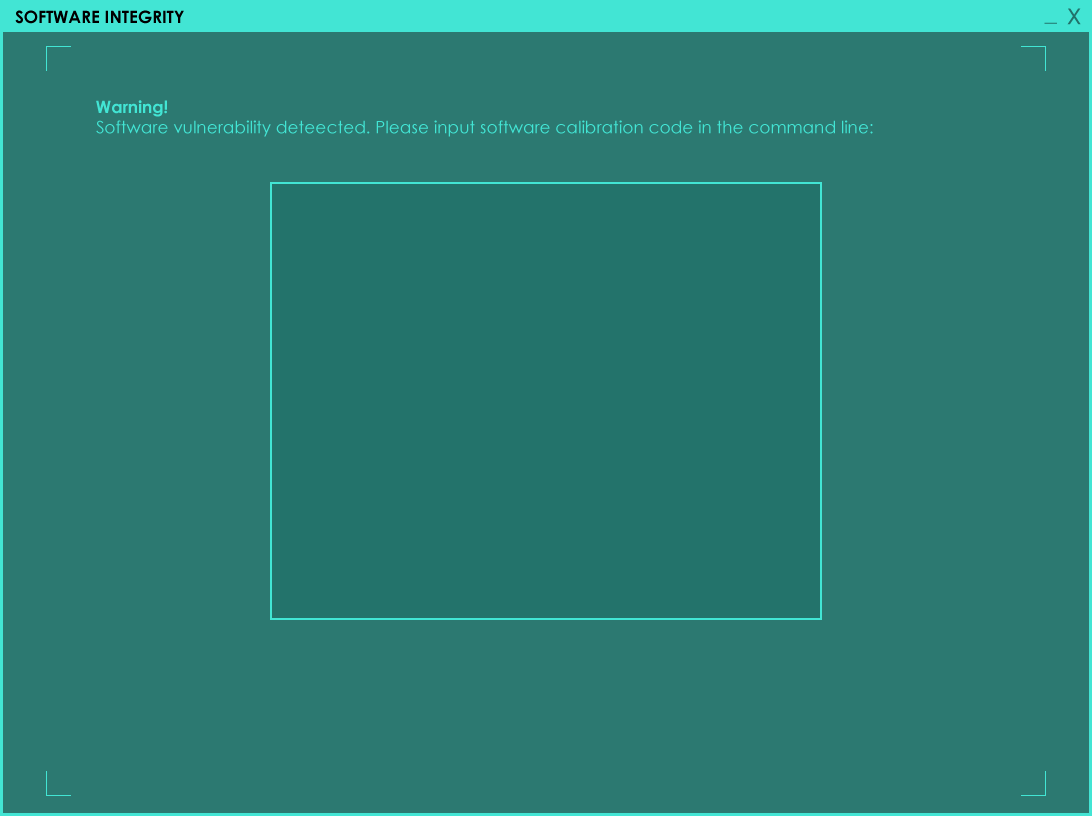 SOFTWARE INTEGRITY
_ X
Warning!
Software vulnerability deteected. Please input software calibration code in the command line: